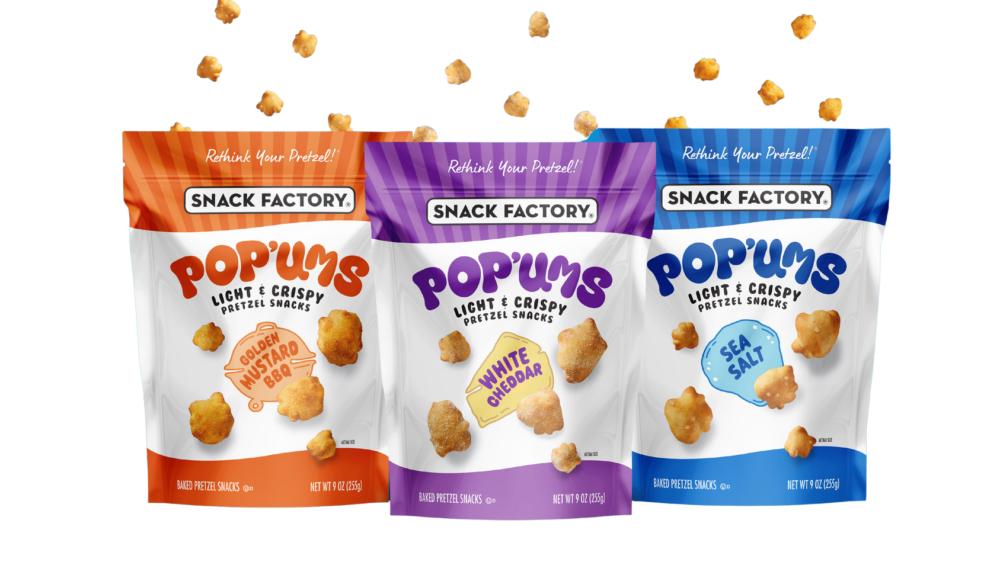 Rethink Your Pretzel!®
SNACK FACTORY®
POP'UMS
LIGHT & CRISPY
PRETZEL SNACKS
GOLDEN
MUSTARD
BBQ
ACTUAL SIZE
BAKED PRETZEL SNACKS Ⓤ D
NET WT 9 OZ (255g)
Rethink Your Pretzel!®
SNACK FACTORY®
POP'UMS
LIGHT & CRISPY
PRETZEL SNACKS
WHITE
CHEDDAR
ACTUAL SIZE
BAKED PRETZEL SNACKS Ⓤ D
NET WT 9 OZ (255g)
Rethink Your Pretzel!®
SNACK FACTORY®
POP'UMS
LIGHT & CRISPY
PRETZEL SNACKS
SEA
SALT
ACTUAL SIZE
BAKED PRETZEL SNACKS Ⓤ D
NET WT 9 OZ (255g)